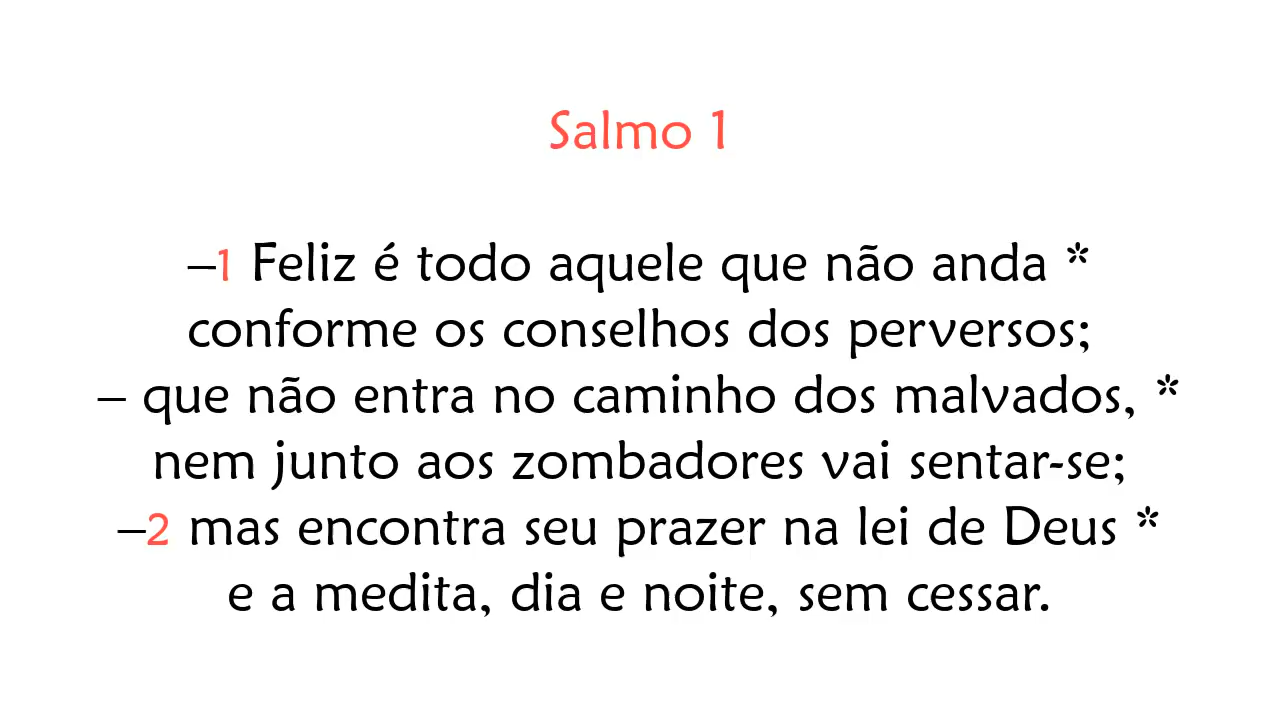 Salmo 1
–1 Feliz é todo aquele que não anda *
conforme os conselhos dos perversos;
– que não entra no caminho dos malvados, *
nem junto aos zombadores vai sentar-se;
–2 mas encontra seu prazer na lei de Deus *
e a medita, dia e noite, sem cessar.